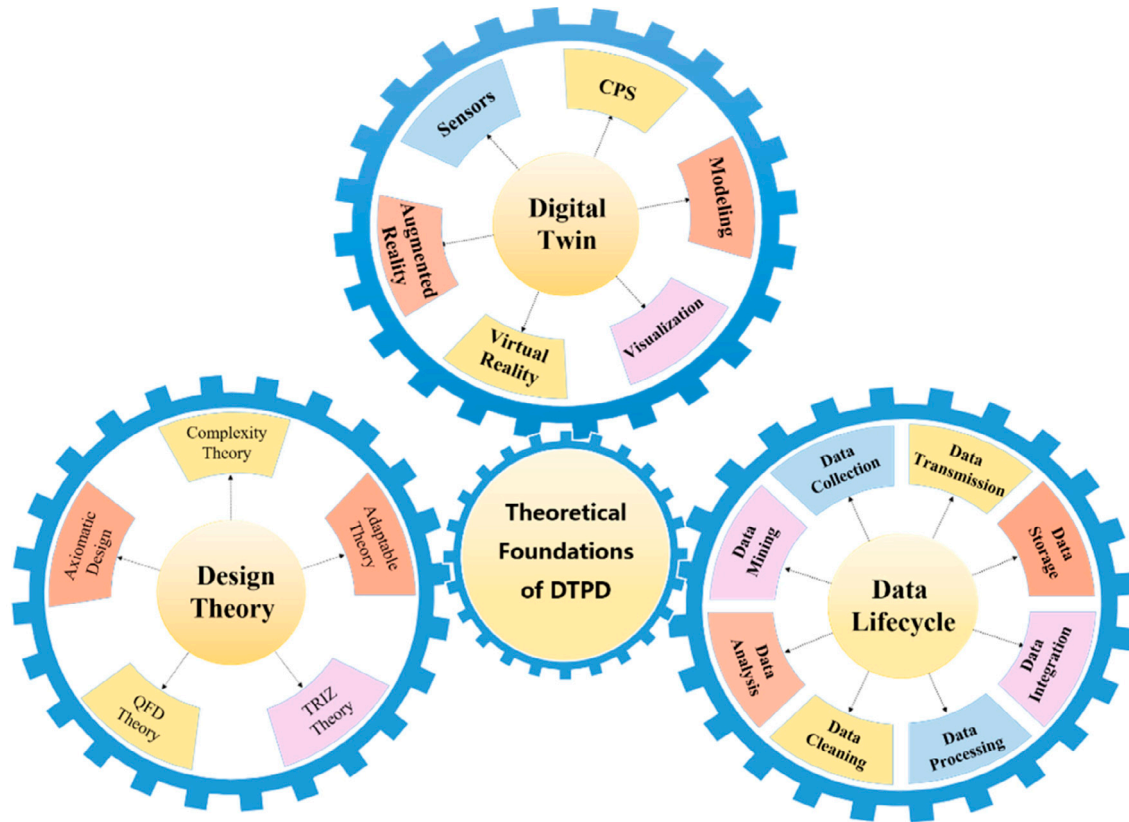 Sensors
CPS
Modeling
Visualization
Virtual
Reality
Augmented
Reality
Digital
Twin
Complexity
Theory
Adaptable
Theory
TRIZ
Theory
QFD
Theory
Axiomatic
Design
Design
Theory
Theoretical
Foundations
of DTPD
Data
Collection
Data
Transmission
Data
Storage
Data
Integration
Data
Processing
Data
Cleaning
Data
Analysis
Data
Mining
Data
Lifecycle